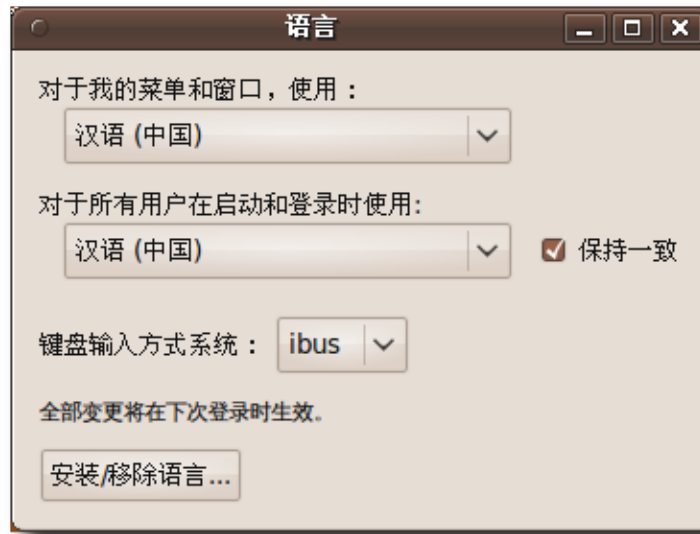 语言
对于我的菜单和窗口，使用：
汉语 (中国)
对于所有用户在启动和登录时使用:
汉语 (中国)
保持一致
键盘输入方式系统： ibus
全部变更将在下次登录时生效。
安装/移除语言...